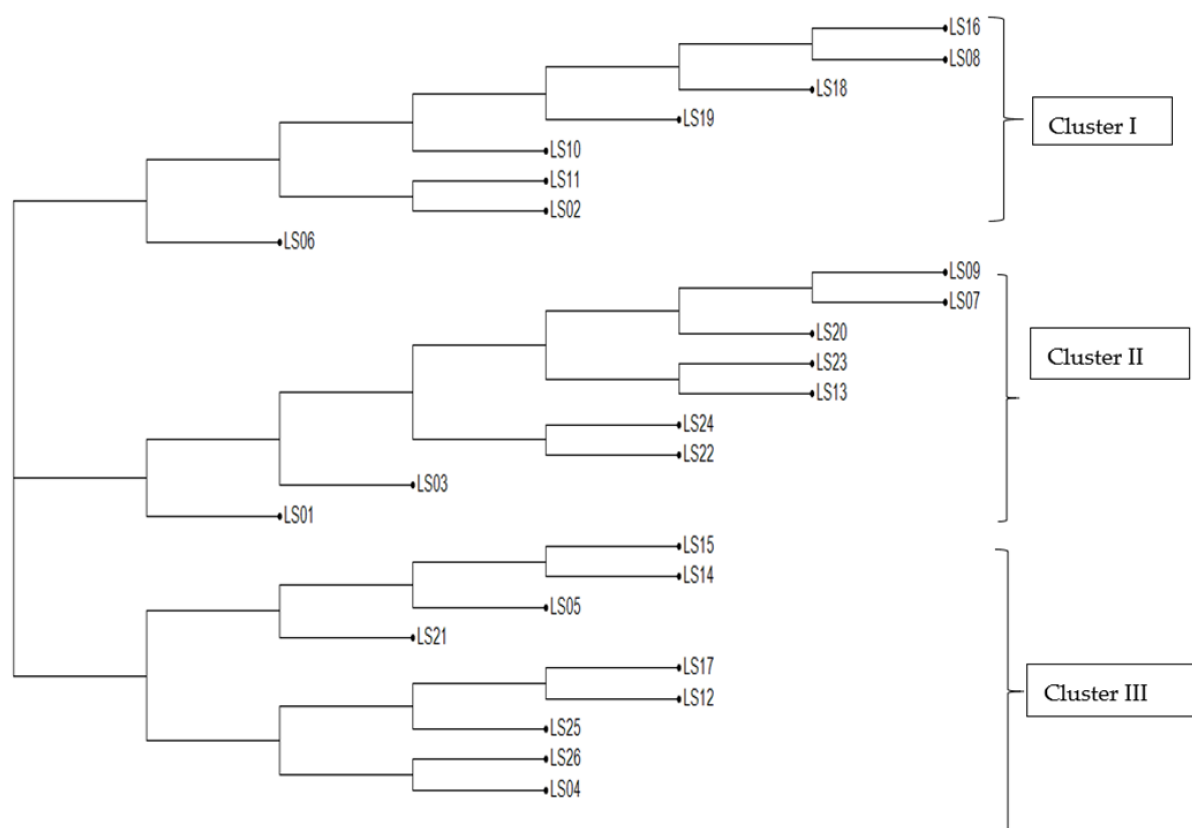 LS16
LS08
LS18
LS19
LS10
LS11
LS02
LS06
Cluster I
LS09
LS07
LS20
LS23
LS13
LS24
LS22
LS03
LS01
Cluster II
LS15
LS14
LS05
LS21
LS17
LS12
LS25
LS26
LS04
Cluster III